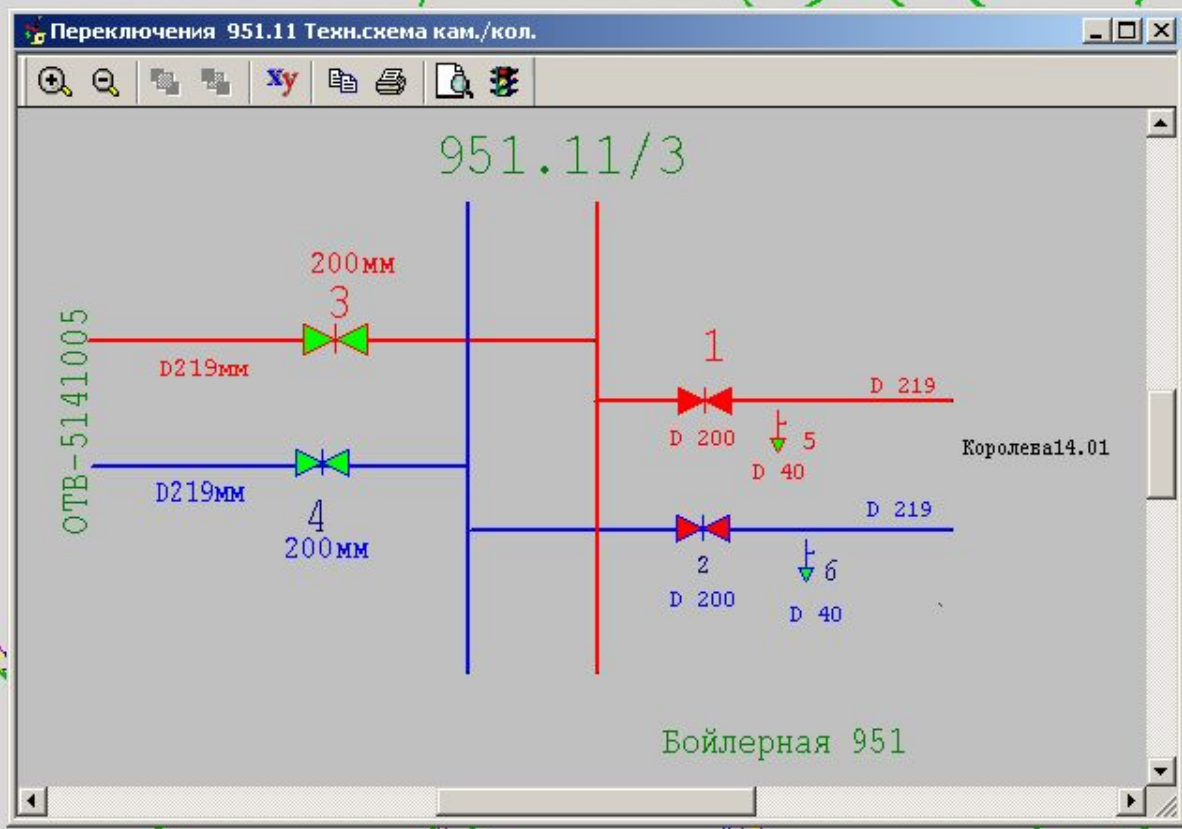 Переключения 951.11 Техн.схема кам./кол.
xy
951.11/3
200мм
3
D219мм
ОТВ-5141005
D219мм
4
200мм
1
D 219
D 200
5
D 40
Королева14.01
D 219
2
D 200
6
D 40
Бойлерная 951